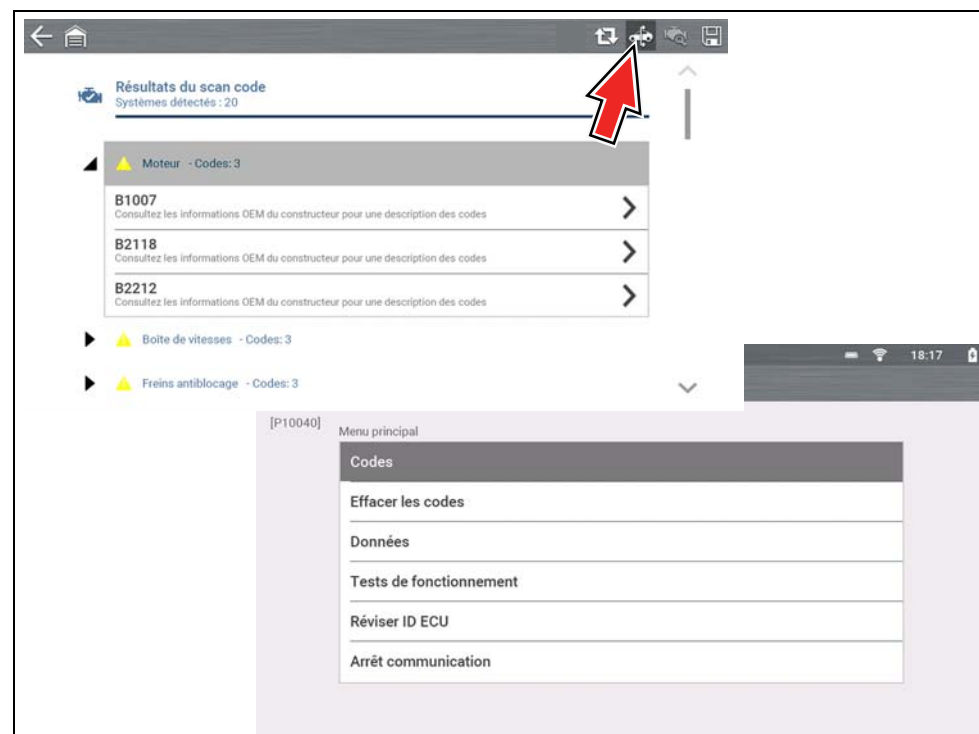 Résultats du scan code
Systèmes détectés : 20
Moteur - Codes: 3
B1007
Consultez les informations OEM du constructeur pour une description des codes
B2118
Consultez les informations OEM du constructeur pour une description des codes
B2212
Consultez les informations OEM du constructeur pour une description des codes
Boîte de vitesses - Codes: 3
Freins antiblocage - Codes: 3
18:17
[P10040]
Menu principal
Codes
Effacer les codes
Données
Tests de fonctionnement
Réviser ID ECU
Arrêt communication